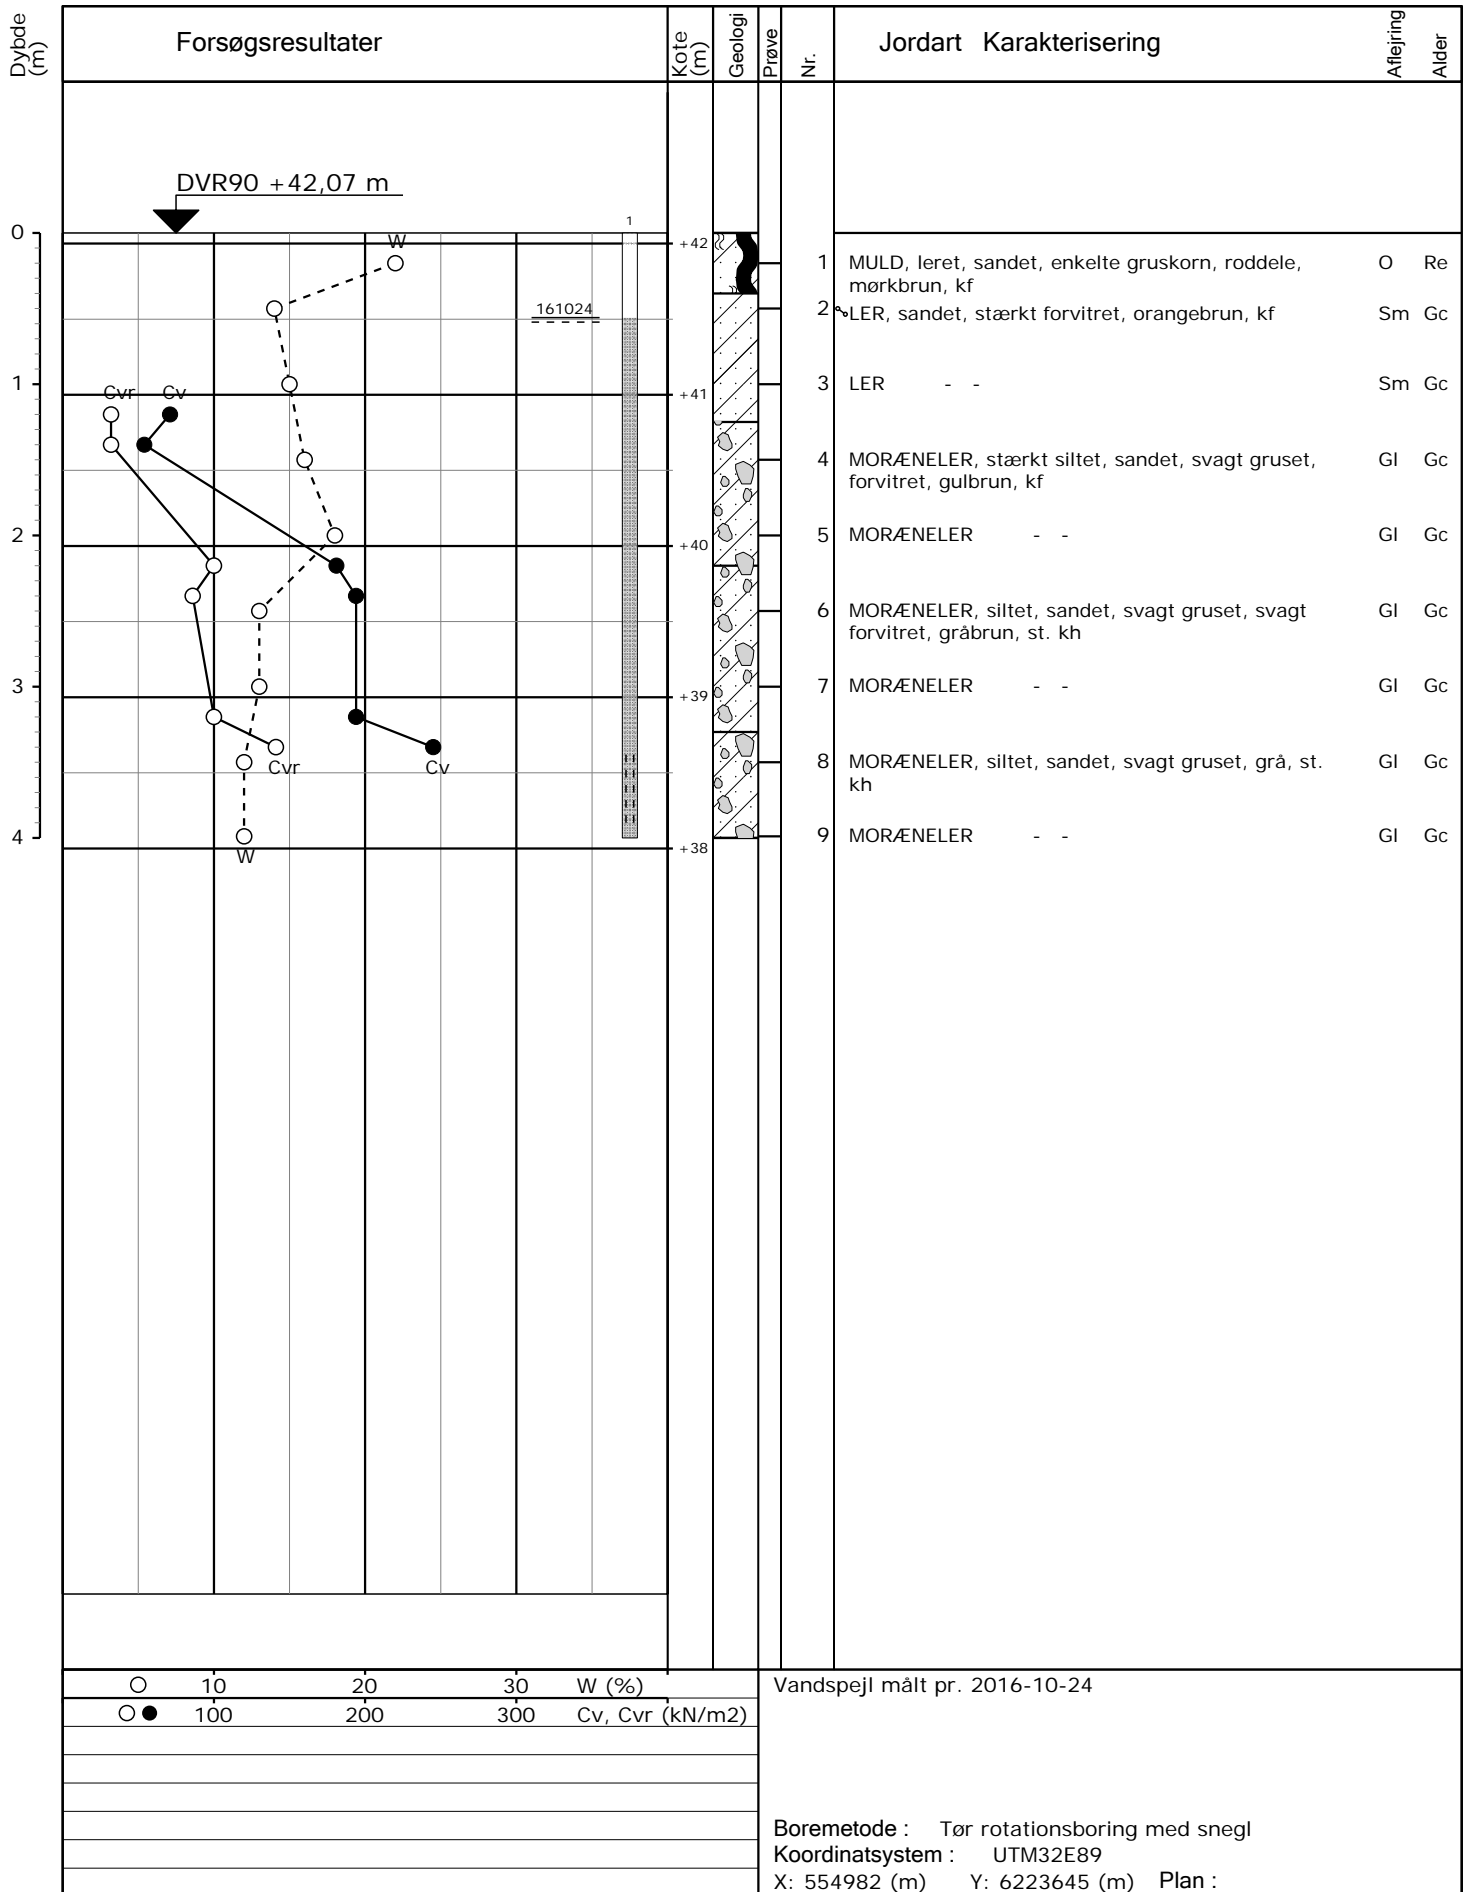 Dybde (m)
Forsøgsresultater
Kote (m)
Geologi
Prøve
Nr.
Jordart Karakterisering
Aflejring
Alder
DVR90 +42,07 m
0
1
W
+42
1 MULD, leret, sandet, enkelte gruskorn, roddele, O Re
mørkbrun, kf
161024
2 LER, sandet, stærkt forvitret, orangebrun, kf Sm Gc
1
Cvr Cv
+41
3 LER - - Sm Gc
4 MORÆNELER, stærkt siltet, sandet, svagt gruset, Gl Gc
forvitret, gulbrun, kf
2
+40
5 MORÆNELER - - Gl Gc
6 MORÆNELER, siltet, sandet, svagt gruset, svagt Gl Gc
forvitret, gråbrun, st. kh
3
+39
7 MORÆNELER - - Gl Gc
Cvr Cv
8 MORÆNELER, siltet, sandet, svagt gruset, grå, st. Gl Gc
kh
4
+38
W
9 MORÆNELER - - Gl Gc
10 20 30 W (%)
100 200 300 Cv, Cvr (kN/m2)
Vandspejl målt pr. 2016-10-24
Boremetode : Tør rotationsboring med snegl
Koordinatsystem : UTM32E89
X: 554982 (m) Y: 6223645 (m) Plan :